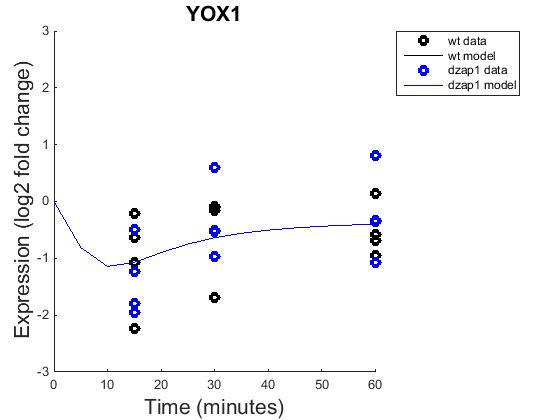 YOX1
wt data
wt model
dzap1 data
dzap1 model
Expression (log2 fold change)
3
2
1
0
-1
-2
-3
0 10 20 30 40 50 60
Time (minutes)